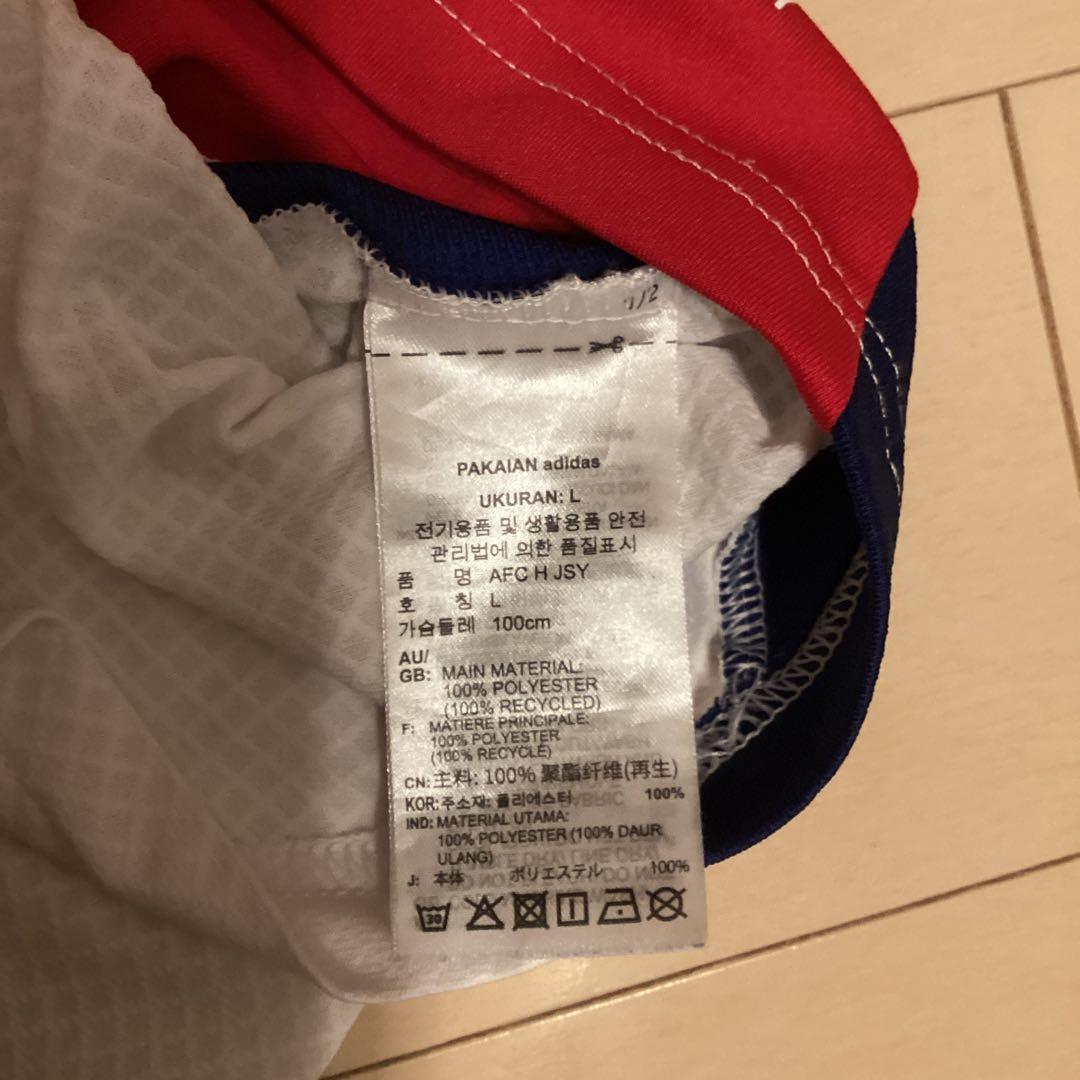 1/2
PAKAIAN adidas
UKURAN: L
전기용품 및 생활용품 안전
관리법에 의한 품질표시
품 명 AFC H JSY
호 칭 L
가슴둘레 100cm
AU/
GB: MAIN MATERIAL:
100% POLYESTER
(100% RECYCLED)
F: MATIERE PRINCIPALE:
100% POLYESTER
(100% RECYCLÉ)
CN: 主料: 100% 聚酯纤维(再生)
KOR: 주소재: 폴리에스터 100%
IND: MATERIAL UTAMA:
100% POLYESTER (100% DAUR
ULANG)
J: 本体 ポリエステル 100%
30